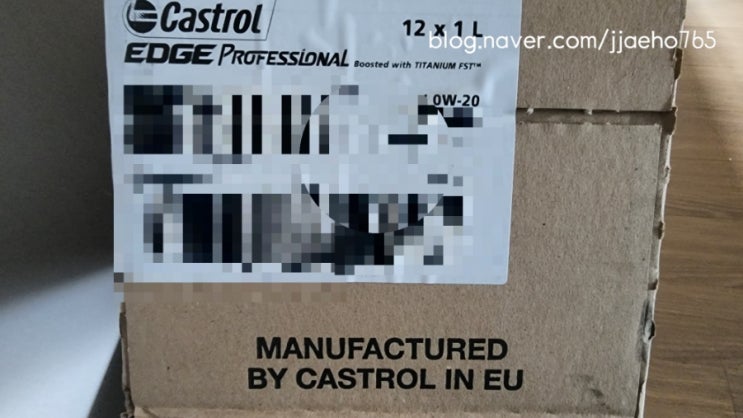 Castrol
12 x 1 L
blog.naver.com/jjaeho765
EDGE PROFESSIONAL Boosted with TITANIUM FST™
0W-20
MANUFACTURED
BY CASTROL IN EU